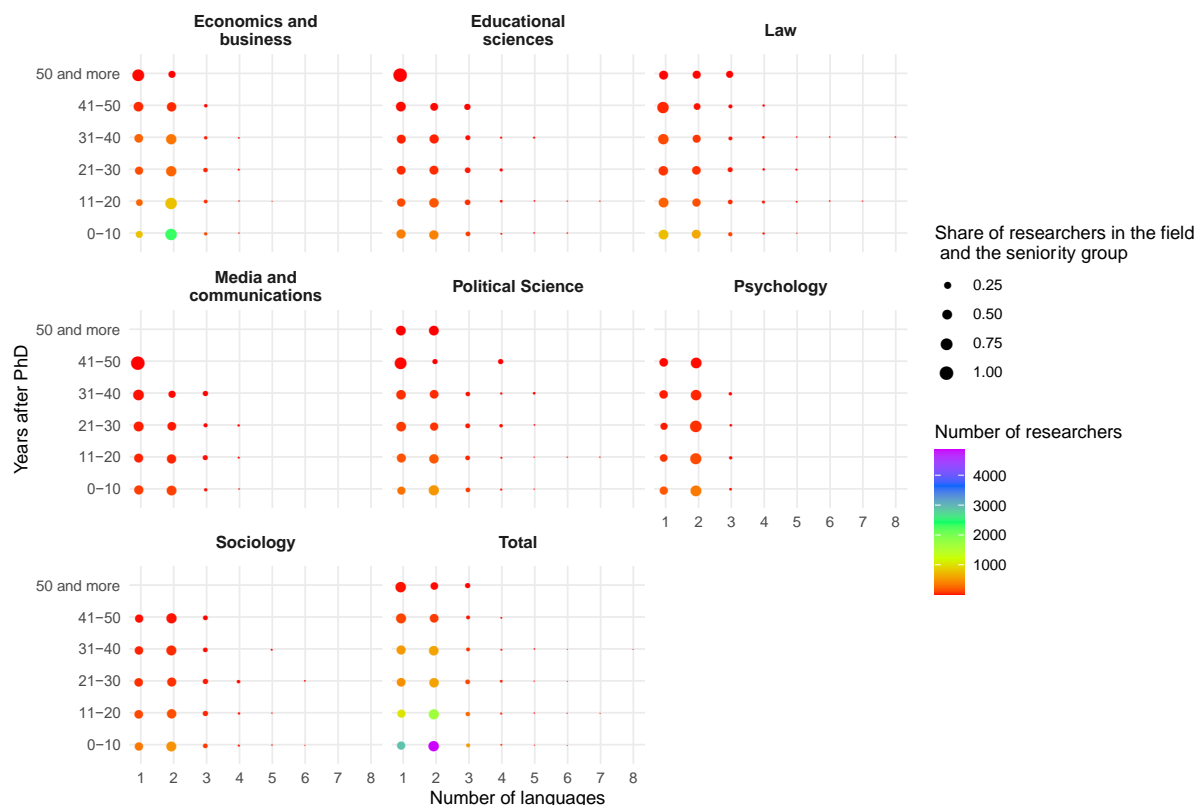 Economics and
business
Educational
sciences
Law
50 and more
41−50
31−40
21−30
11−20
0−10
Media and
communications
Political Science
Psychology
50 and more
41−50
31−40
21−30
11−20
0−10
1 2 3 4 5 6 7 8
Sociology
Total
50 and more
41−50
31−40
21−30
11−20
0−10
1 2 3 4 5 6 7 8
1 2 3 4 5 6 7 8
Number of languages
Years after PhD
Share of researchers in the field
and the seniority group
0.25
0.50
0.75
1.00
Number of researchers
4000
3000
2000
1000